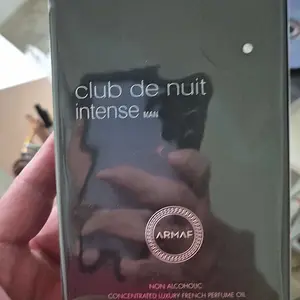 club de nuit
intense MAN
ARMAF
NON ALCOHOLIC
CONCENTRATED LUXURY FRENCH PERFUME OIL